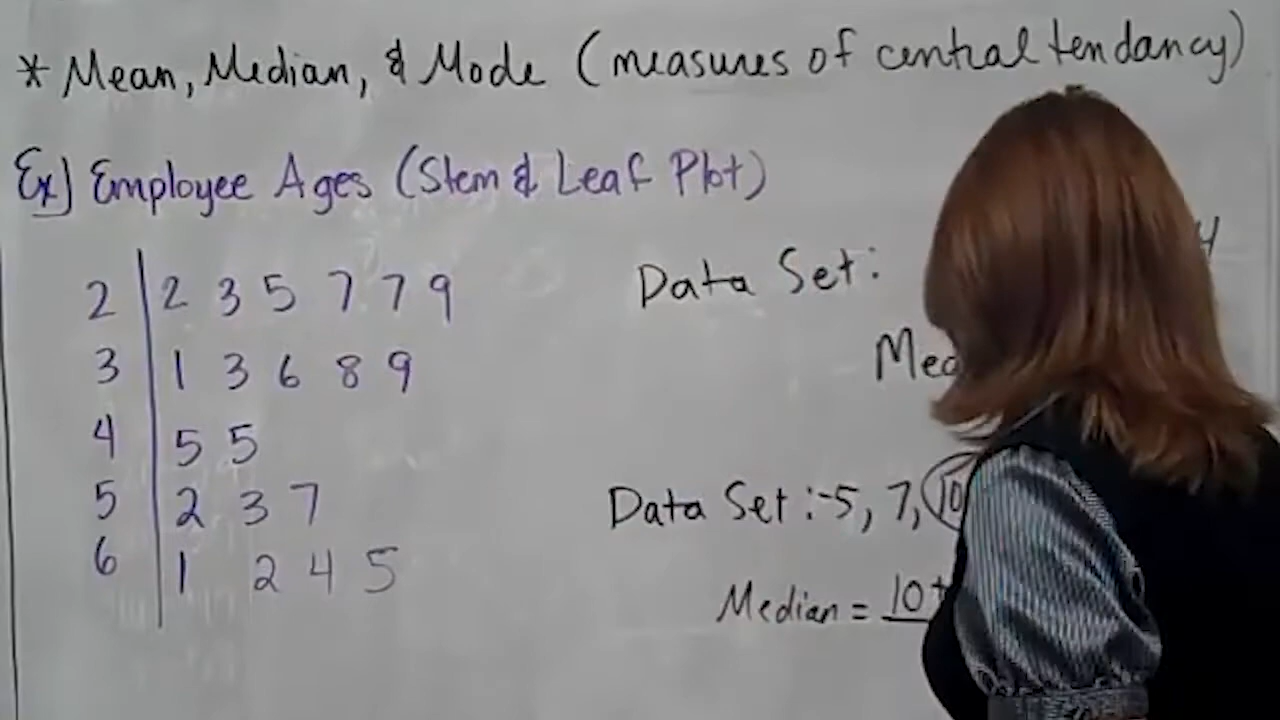 * Mean, Median, & Mode (measures of central tendancy)
Ex] Employee Ages (Stem & Leaf Plot)
2 | 2 3 5 7 7 9
3 | 1 3 6 8 9
4 | 5 5
5 | 2 3 7
6 | 1 2 4 5
Data Set:
Data Set: -5, 7, 10
Median = 10 +